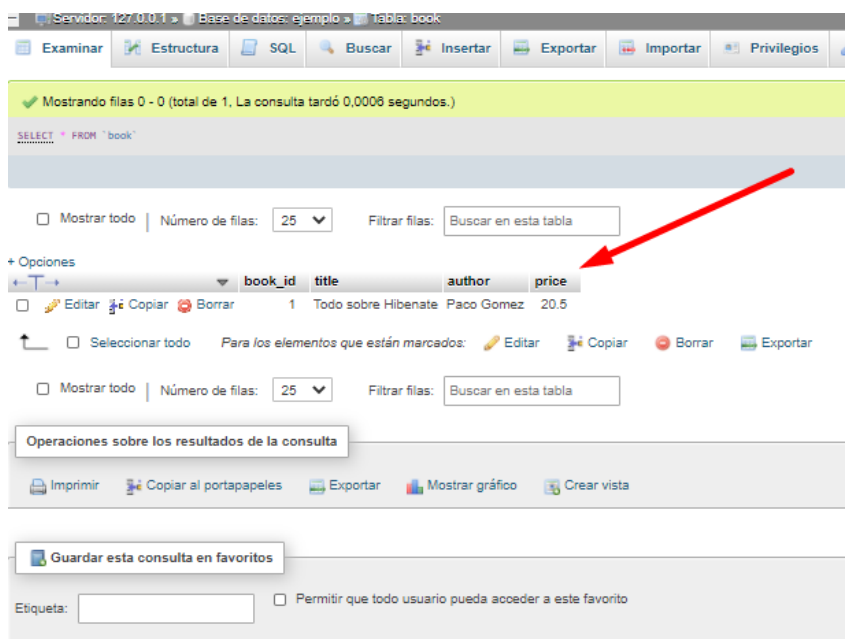 Servidor: 127.0.0.1 » Base de datos: ejemplo » Tabla: book
Examinar Estructura SQL Buscar Insertar Exportar Importar Privilegios
Mostrando filas 0 - 0 (total de 1, La consulta tardó 0,0006 segundos.)
SELECT * FROM `book`
Mostrar todo | Número de filas: 25 Filtrar filas: Buscar en esta tabla
+ Opciones
←T→ book_id title author price
Editar Copiar Borrar 1 Todo sobre Hibenate Paco Gomez 20.5
Seleccionar todo Para los elementos que están marcados: Editar Copiar Borrar Exportar
Mostrar todo | Número de filas: 25 Filtrar filas: Buscar en esta tabla
Operaciones sobre los resultados de la consulta
Imprimir Copiar al portapapeles Exportar Mostrar gráfico Crear vista
Guardar esta consulta en favoritos
Etiqueta: Permitir que todo usuario pueda acceder a este favorito